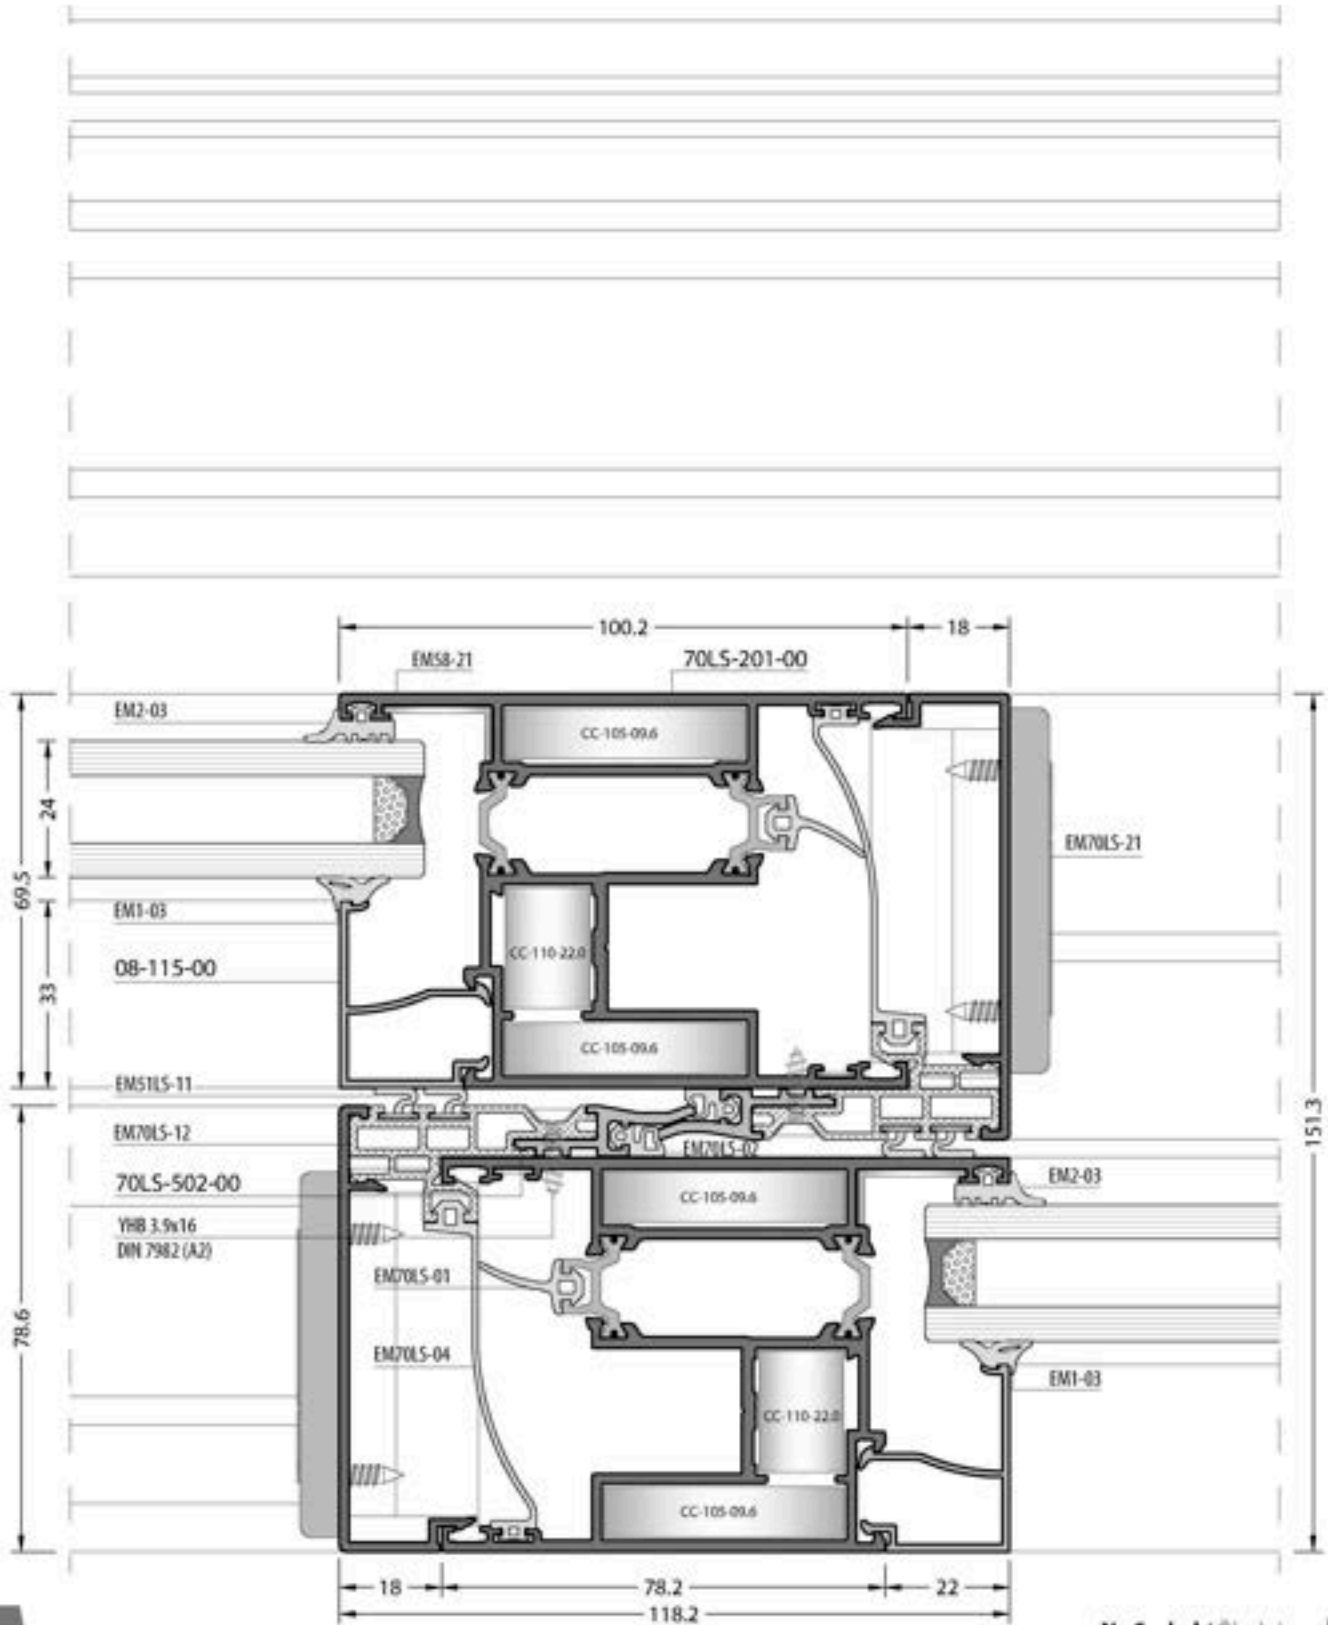 100.2
18
EM58-21
70LS-201-00
EM2-03
CC-105-09.6
24
69.5
EM70LS-21
EM1-03
CC-110-22.0
08-115-00
33
CC-105-09.6
EM51LS-11
EM70LS-12
EM70LS-02
151.3
70LS-502-00
EM2-03
CC-105-09.6
YHB 3.9x16
DIN 7982 (A2)
EM70LS-01
78.6
EM70LS-04
EM1-03
CC-110-22.0
CC-105-09.6
18
78.2
22
118.2